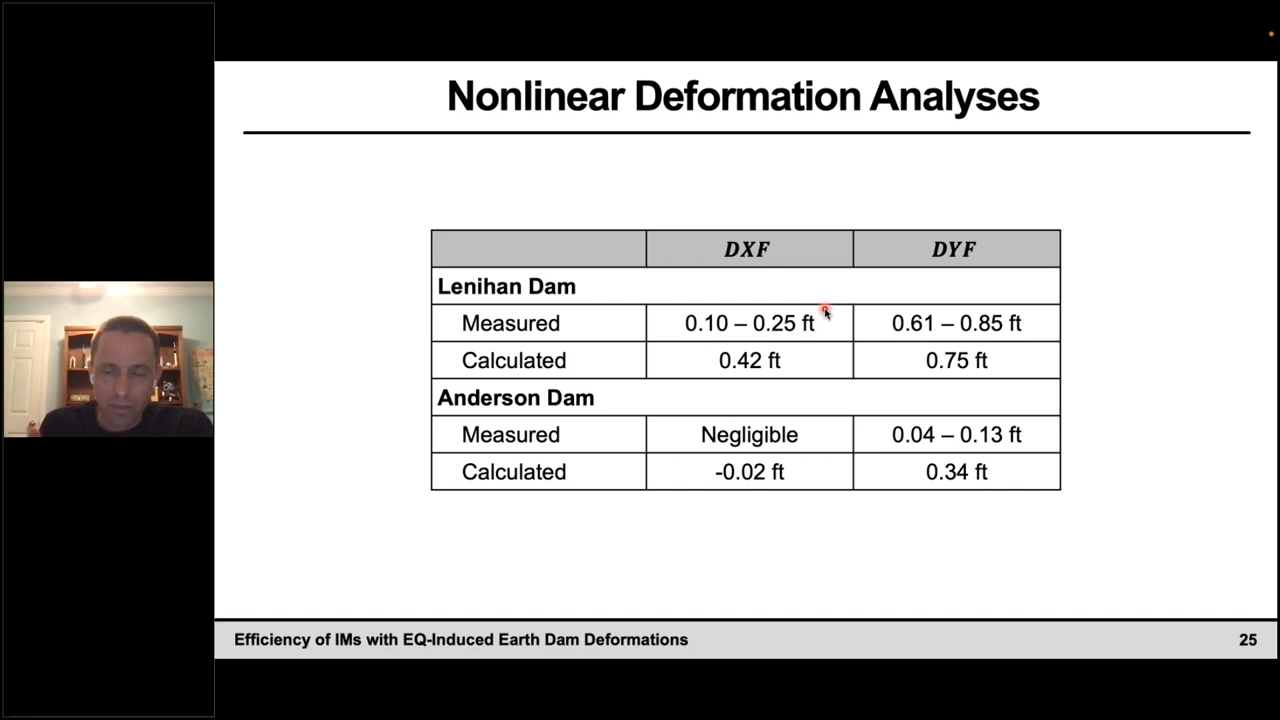 Nonlinear Deformation Analyses
DXF DYF
Lenihan Dam
Measured 0.10 – 0.25 ft 0.61 – 0.85 ft
Calculated 0.42 ft 0.75 ft
Anderson Dam
Measured Negligible 0.04 – 0.13 ft
Calculated -0.02 ft 0.34 ft
Efficiency of IMs with EQ-Induced Earth Dam Deformations 25